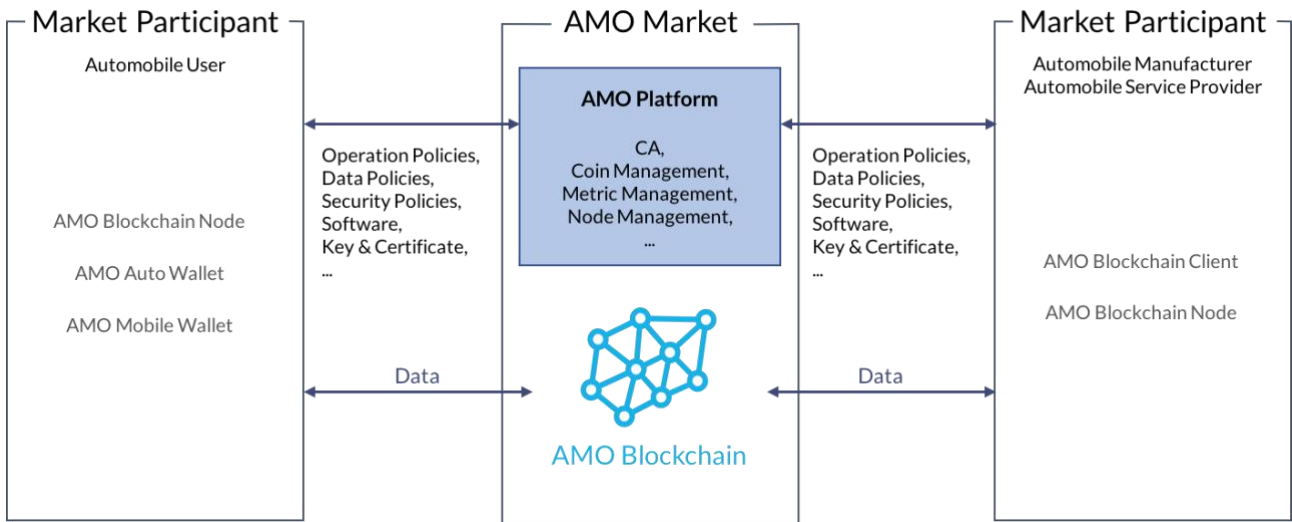 Market Participant
Automobile User
AMO Blockchain Node
AMO Auto Wallet
AMO Mobile Wallet
Operation Policies,
Data Policies,
Security Policies,
Software,
Key & Certificate,
...
Data
AMO Market
AMO Platform
CA,
Coin Management,
Metric Management,
Node Management,
...
AMO Blockchain
Operation Policies,
Data Policies,
Security Policies,
Software,
Key & Certificate,
...
Data
Market Participant
Automobile Manufacturer
Automobile Service Provider
AMO Blockchain Client
AMO Blockchain Node